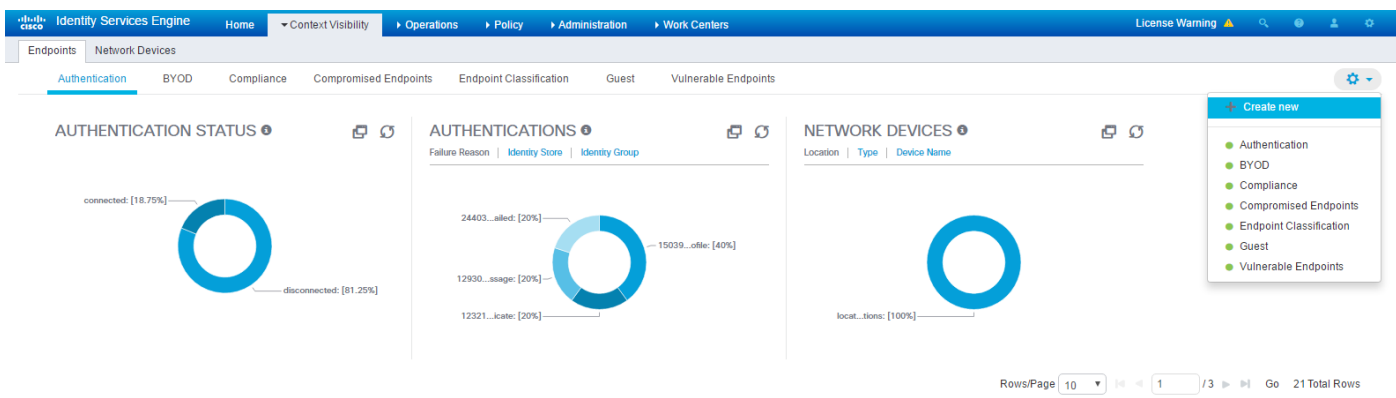 CISCO Identity Services Engine Home Context Visibility Operations Policy Administration Work Centers License Warning
Endpoints Network Devices
Authentication BYOD Compliance Compromised Endpoints Endpoint Classification Guest Vulnerable Endpoints
Create new
Authentication
BYOD
Compliance
Compromised Endpoints
Endpoint Classification
Guest
Vulnerable Endpoints
AUTHENTICATION STATUS
connected: [18.75%]
disconnected: [81.25%]
AUTHENTICATIONS
Failure Reason | Identity Store | Identity Group
24403...ailed: [20%]
15039...ofile: [40%]
12930...ssage: [20%]
12321...icate: [20%]
NETWORK DEVICES
Location | Type | Device Name
locat...tions: [100%]
Rows/Page 10 1 / 3 Go 21 Total Rows